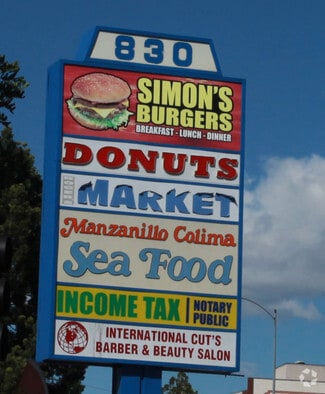 830
SIMON'S
BURGERS
BREAKFAST - LUNCH - DINNER
DONUTS
MARKET
Manzanillo Colima
Sea Food
INCOME TAX
NOTARY
PUBLIC
INTERNATIONAL CUT'S
BARBER & BEAUTY SALON